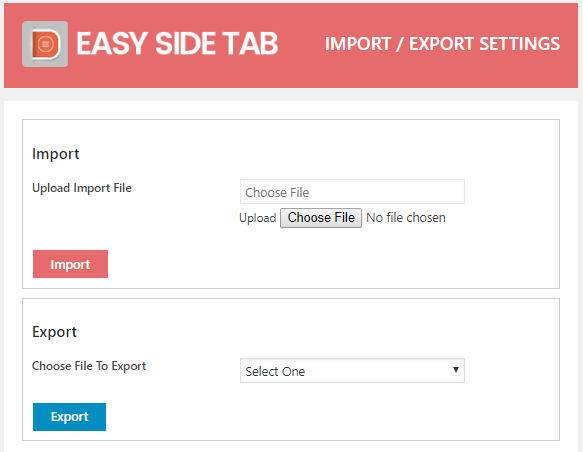 EASY SIDE TAB
IMPORT / EXPORT SETTINGS
Import
Upload Import File
Choose File
Upload Choose File No file chosen
Import
Export
Choose File To Export
Select One
Export